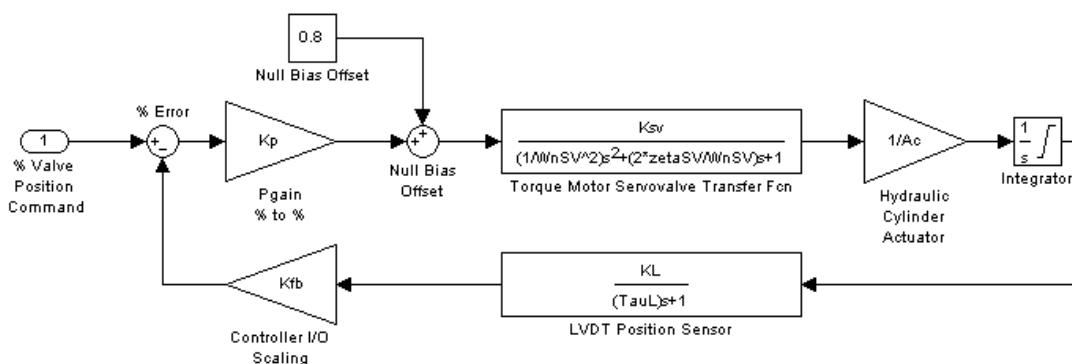 0.8
Null Bias Offset
% Error
1
% Valve
Position
Command
+
-
Kp
Pgain
% to %
+
+
Null Bias
Offset
Ksv
(1/WnSV^2)s²+(2*zetaSV/WnSV)s+1
Torque Motor Servovalve Transfer Fcn
1/Ac
Hydraulic
Cylinder
Actuator
1
s
Integrator
Kfb
Controller I/O
Scaling
KL
(TauL)s+1
LVDT Position Sensor